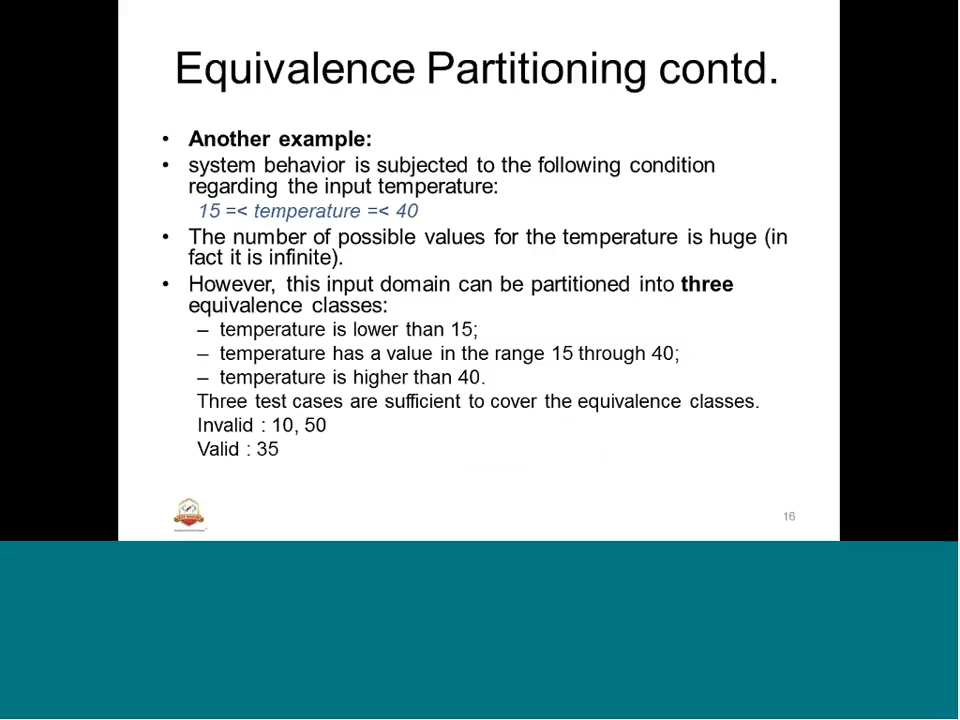 Equivalence Partitioning contd.
• Another example:
• system behavior is subjected to the following condition
regarding the input temperature:
15 =< temperature =< 40
• The number of possible values for the temperature is huge (in
fact it is infinite).
• However, this input domain can be partitioned into three
equivalence classes:
– temperature is lower than 15;
– temperature has a value in the range 15 through 40;
– temperature is higher than 40.
Three test cases are sufficient to cover the equivalence classes.
Invalid : 10, 50
Valid : 35
16